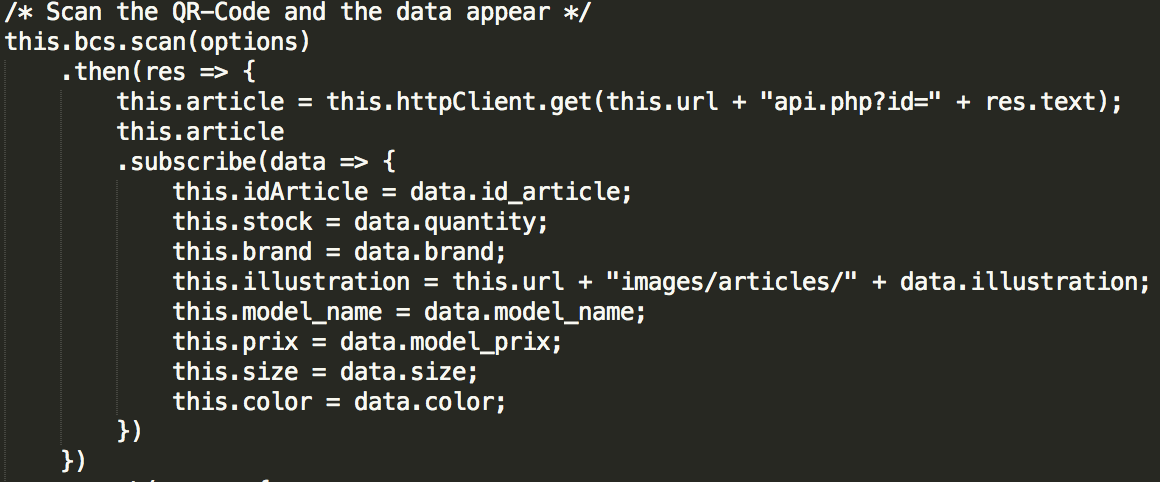 /* Scan the QR-Code and the data appear */
this.bcs.scan(options)
.then(res => {
this.article = this.httpClient.get(this.url + "api.php?id=" + res.text);
this.article
.subscribe(data => {
this.idArticle = data.id_article;
this.stock = data.quantity;
this.brand = data.brand;
this.illustration = this.url + "images/articles/" + data.illustration;
this.model_name = data.model_name;
this.prix = data.model_prix;
this.size = data.size;
this.color = data.color;
})
})